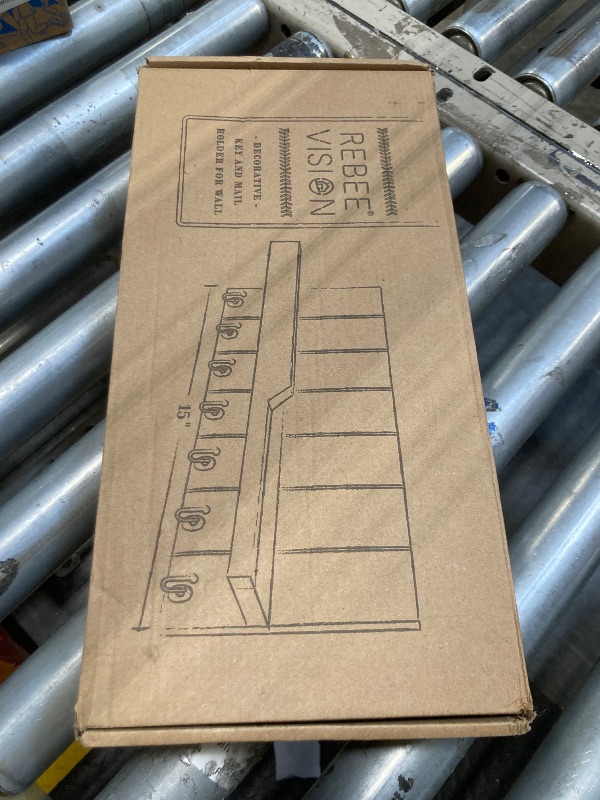 REBEE®
VISION
- DECORATIVE -
KEY AND MAIL
HOLDER FOR WALL
15"